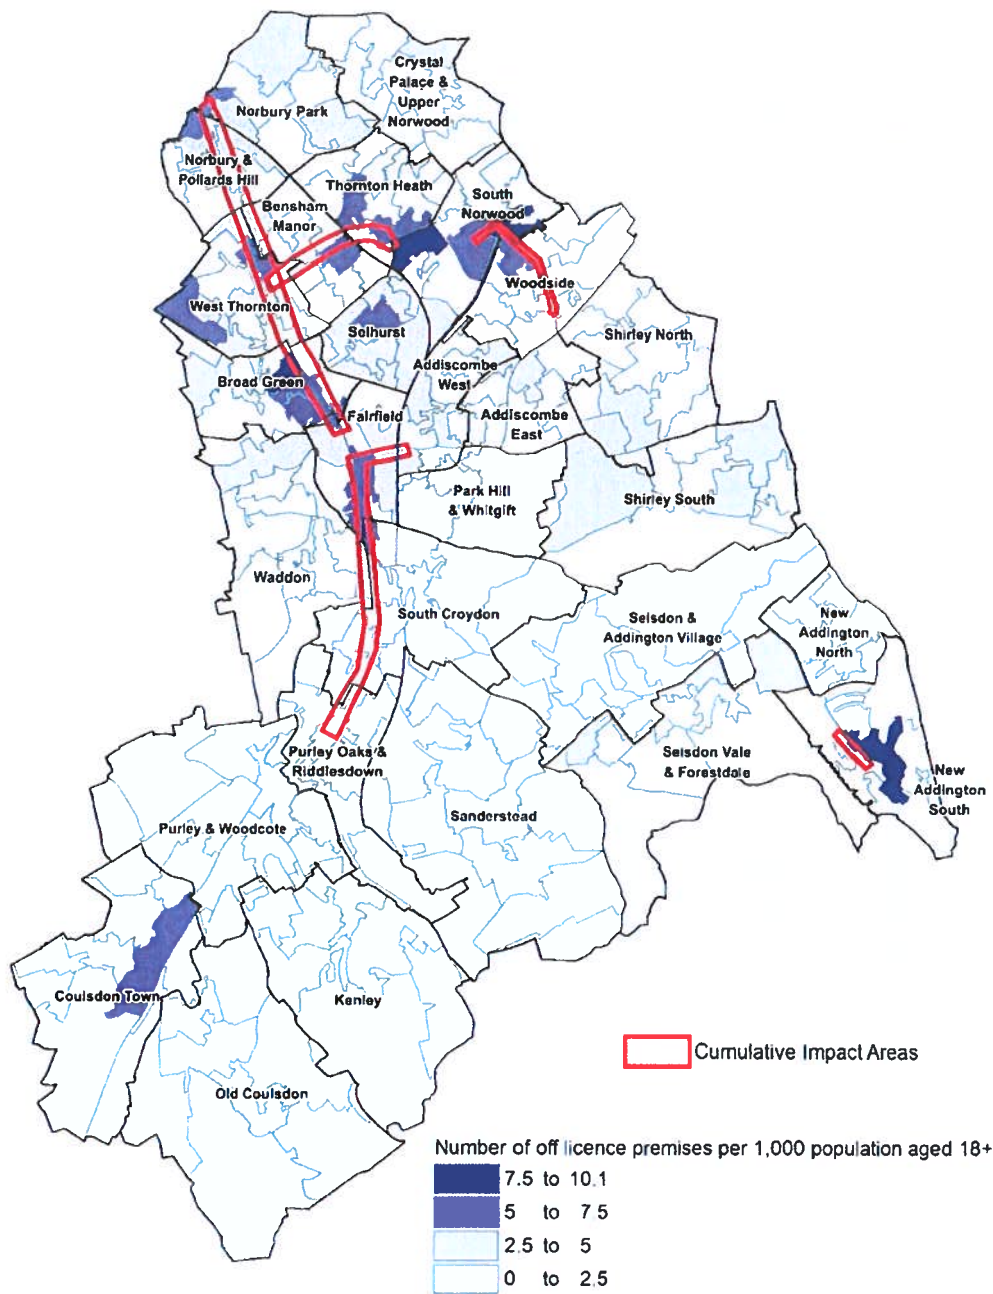 Crystal
Palace &
Upper
Norwood
Norbury Park
Norbury &
Pollards Hill
Thornton Heath
South
Norwood
Bensham
Manor
Woodside
West Thornton
Selhurst
Shirley North
Addiscombe
West
Broad Green
Fairfield
Addiscombe
East
Park Hill
& Whitgift
Shirley South
Waddon
South Croydon
Selsdon &
Addington Village
New
Addington
North
Purley Oaks &
Riddlesdown
Selsdon Vale
& Forestdale
New
Addington
South
Sanderstead
Purley & Woodcote
Coulsdon Town
Kenley
Old Coulsdon
Cumulative Impact Areas
Number of off licence premises per 1,000 population aged 18+
7.5 to 10.1
5 to 7 5
2.5 to 5
0 to 2.5